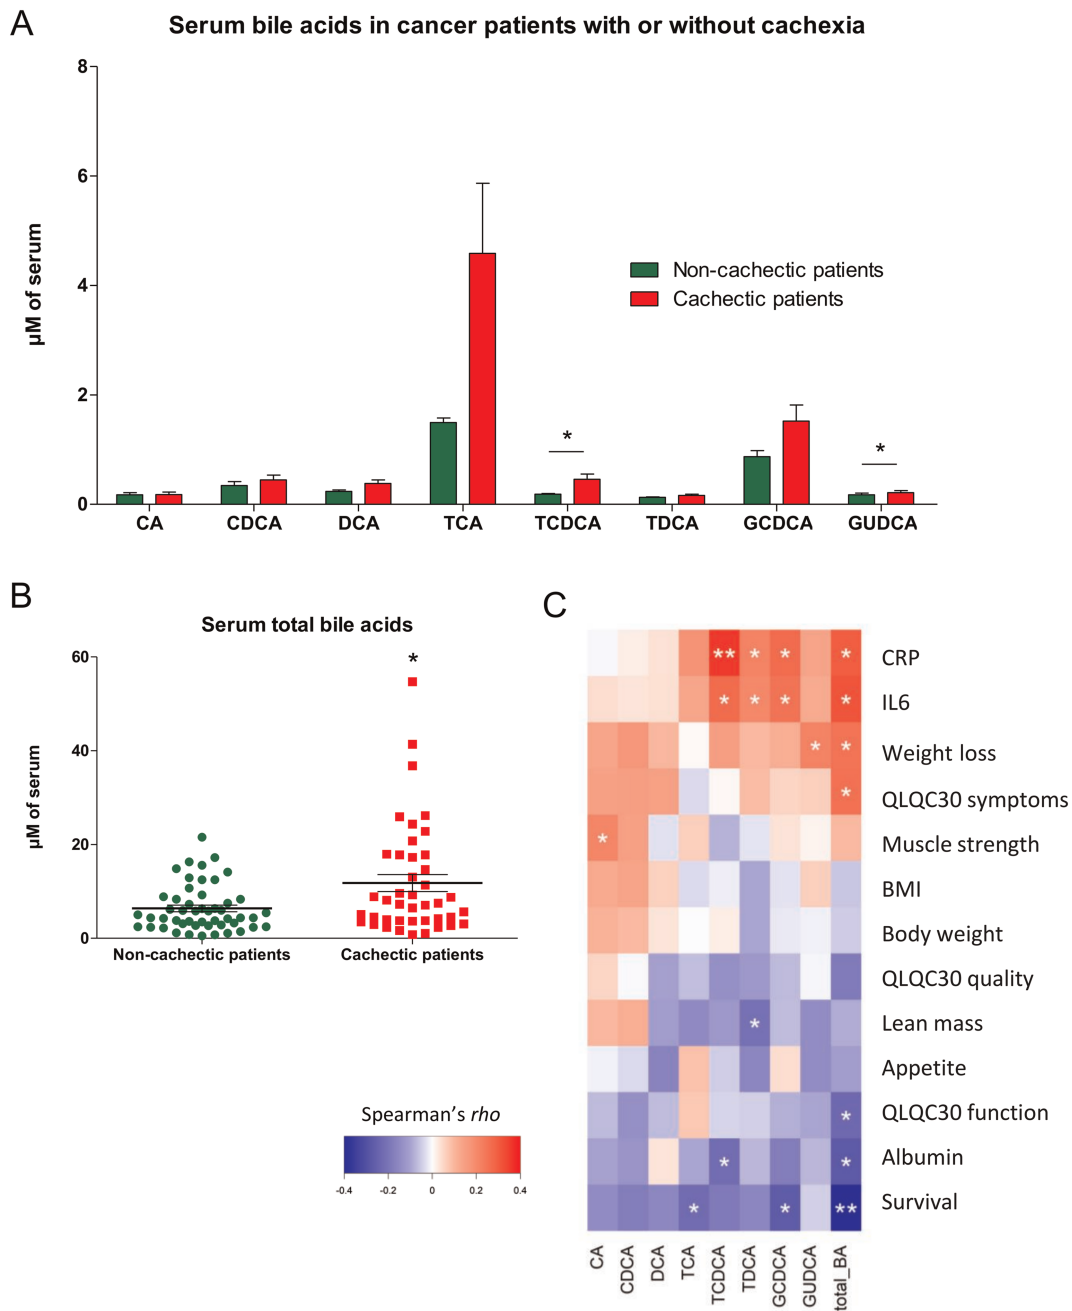 A
Serum bile acids in cancer patients with or without cachexia
8
6
4
2
0
µM of serum
Non-cachectic patients
Cachectic patients
*
*
CA CDCA DCA TCA TCDCA TDCA GCDCA GUDCA
B
Serum total bile acids
60
40
20
0
µM of serum
*
Non-cachectic patients Cachectic patients
C
** * * * CRP
* * * * IL6
* * Weight loss
* QLQC30 symptoms
* Muscle strength
BMI
Body weight
QLQC30 quality
* Lean mass
Appetite
* QLQC30 function
* * Albumin
* * ** Survival
CA CDCA DCA TCA TCDCA TDCA GCDCA GUDCA total_BA
Spearman's rho
-0.4 -0.2 0 0.2 0.4